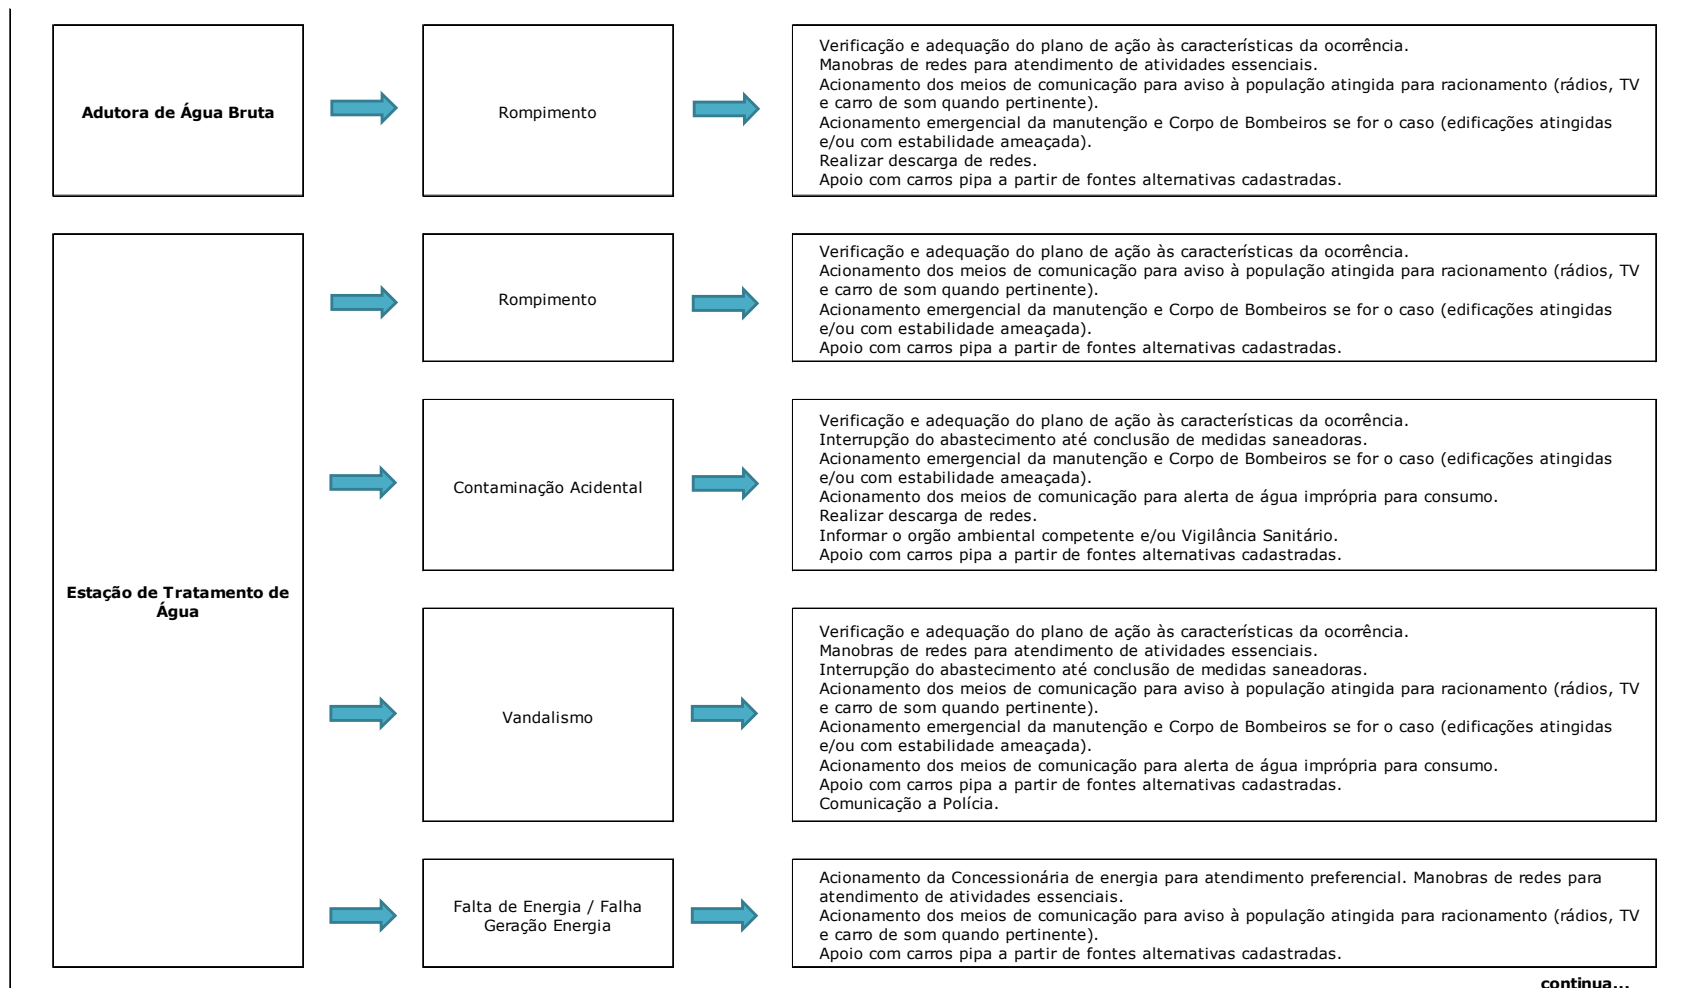 Adutora de Água Bruta
Rompimento
Verificação e adequação do plano de ação às características da ocorrência.
Manobras de redes para atendimento de atividades essenciais.
Acionamento dos meios de comunicação para aviso à população atingida para racionamento (rádios, TV
e carro de som quando pertinente).
Acionamento emergencial da manutenção e Corpo de Bombeiros se for o caso (edificações atingidas
e/ou com estabilidade ameaçada).
Realizar descarga de redes.
Apoio com carros pipa a partir de fontes alternativas cadastradas.
Estação de Tratamento de
Água
Rompimento
Verificação e adequação do plano de ação às características da ocorrência.
Acionamento dos meios de comunicação para aviso à população atingida para racionamento (rádios, TV
e carro de som quando pertinente).
Acionamento emergencial da manutenção e Corpo de Bombeiros se for o caso (edificações atingidas
e/ou com estabilidade ameaçada).
Apoio com carros pipa a partir de fontes alternativas cadastradas.
Contaminação Acidental
Verificação e adequação do plano de ação às características da ocorrência.
Interrupção do abastecimento até conclusão de medidas saneadoras.
Acionamento emergencial da manutenção e Corpo de Bombeiros se for o caso (edificações atingidas
e/ou com estabilidade ameaçada).
Acionamento dos meios de comunicação para alerta de água imprópria para consumo.
Realizar descarga de redes.
Informar o orgão ambiental competente e/ou Vigilância Sanitário.
Apoio com carros pipa a partir de fontes alternativas cadastradas.
Vandalismo
Verificação e adequação do plano de ação às características da ocorrência.
Manobras de redes para atendimento de atividades essenciais.
Interrupção do abastecimento até conclusão de medidas saneadoras.
Acionamento dos meios de comunicação para aviso à população atingida para racionamento (rádios, TV
e carro de som quando pertinente).
Acionamento emergencial da manutenção e Corpo de Bombeiros se for o caso (edificações atingidas
e/ou com estabilidade ameaçada).
Acionamento dos meios de comunicação para alerta de água imprópria para consumo.
Apoio com carros pipa a partir de fontes alternativas cadastradas.
Comunicação a Polícia.
Falta de Energia / Falha
Geração Energia
Acionamento da Concessionária de energia para atendimento preferencial. Manobras de redes para
atendimento de atividades essenciais.
Acionamento dos meios de comunicação para aviso à população atingida para racionamento (rádios, TV
e carro de som quando pertinente).
Apoio com carros pipa a partir de fontes alternativas cadastradas.
continua...